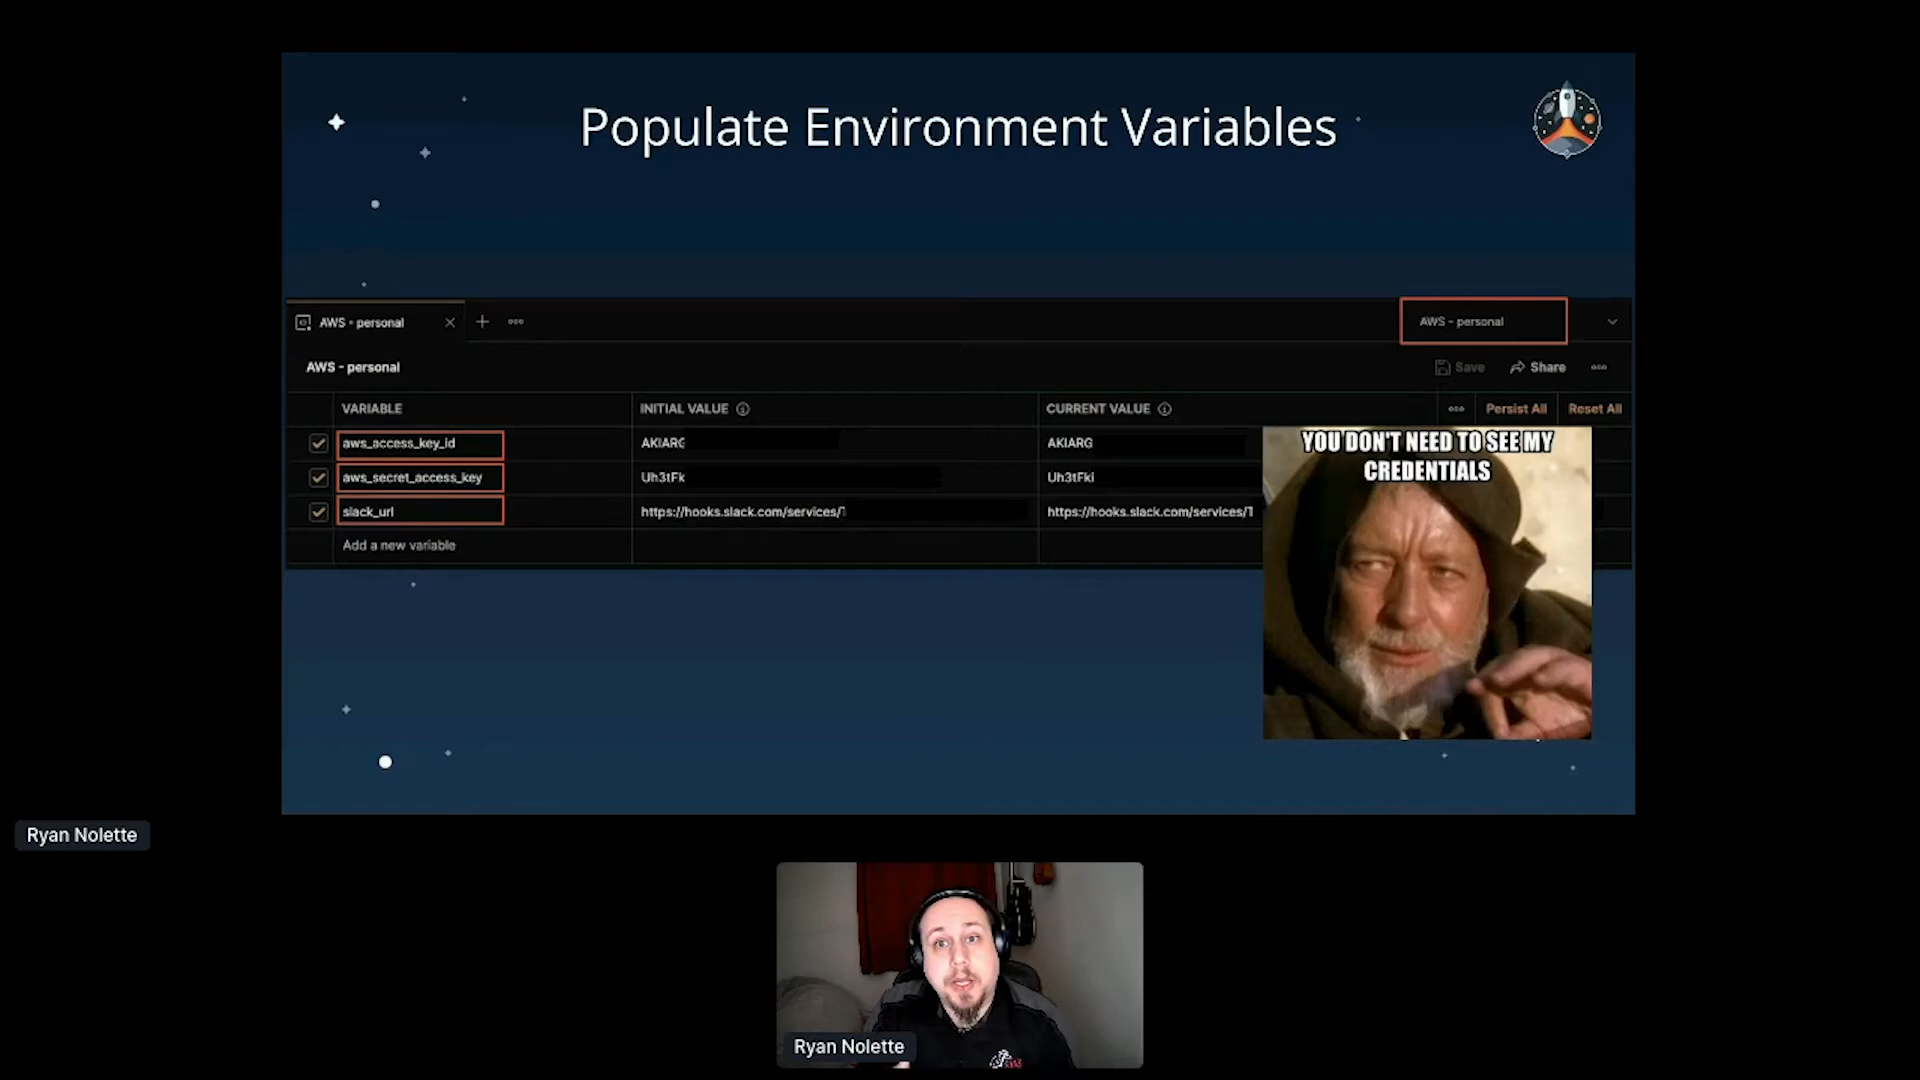 Populate Environment Variables
AWS - personal
AWS - personal
AWS - personal
Save
Share
VARIABLE
INITIAL VALUE
CURRENT VALUE
Persist All
Reset All
aws_access_key_id
AKIARG
AKIARG
aws_secret_access_key
Uh3tFk
Uh3tFki
slack_url
https://hooks.slack.com/services/T
https://hooks.slack.com/services/T
Add a new variable
YOU DON'T NEED TO SEE MY
CREDENTIALS
Ryan Nolette
Ryan Nolette